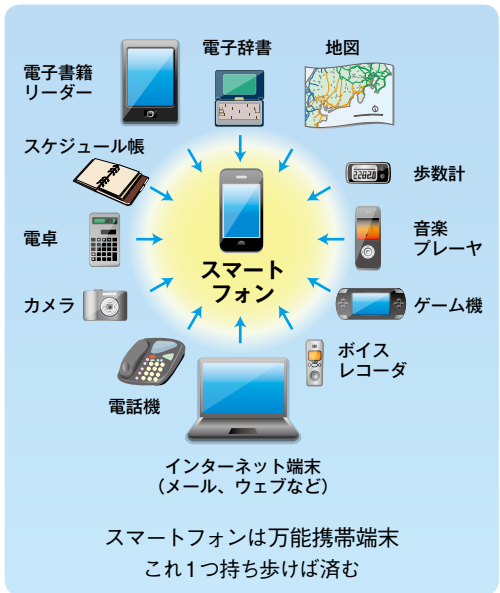 電子書籍
リーダー
電子辞書
地図
スケジュール帳
歩数計
電卓
音楽
プレーヤ
スマート
フォン
カメラ
ゲーム機
ボイス
レコーダ
電話機
インターネット端末
（メール、ウェブなど）
スマートフォンは万能携帯端末
これ1つ持ち歩けば済む